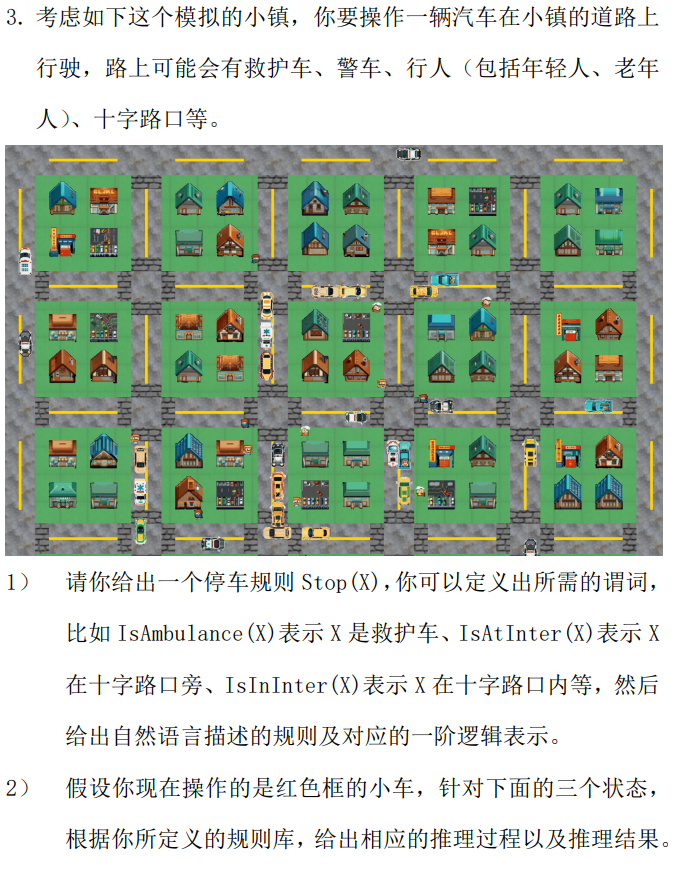 3. 考虑如下这个模拟的小镇，你要操作一辆汽车在小镇的道路上
行驶，路上可能会有救护车、警车、行人（包括年轻人、老年
人）、十字路口等。
1） 请你给出一个停车规则 Stop(X)，你可以定义出所需的谓词，
比如 IsAmbulance(X)表示 X 是救护车、IsAtInter(X)表示 X
在十字路口旁、IsInInter(X)表示 X 在十字路口内等，然后
给出自然语言描述的规则及对应的一阶逻辑表示。
2） 假设你现在操作的是红色框的小车，针对下面的三个状态，
根据你所定义的规则库，给出相应的推理过程以及推理结果。